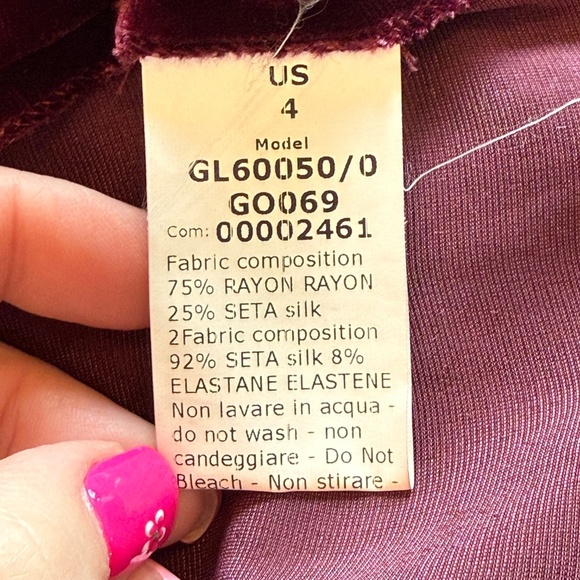 US
4
Model
GL60050/0
GO069
Com: 00002461
Fabric composition
75% RAYON RAYON
25% SETA silk
2Fabric composition
92% SETA silk 8%
ELASTANE ELASTENE
Non lavare in acqua -
do not wash - non
candeggiare - Do Not
Bleach - Non stirare -